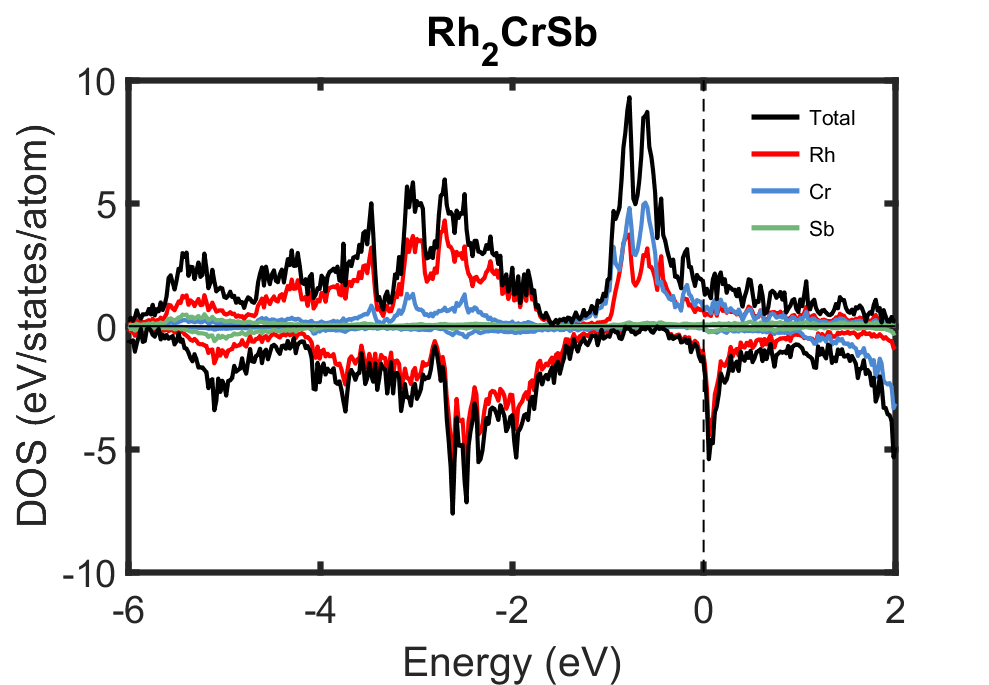 Rh₂CrSb
DOS (eV/states/atom)
10
5
0
-5
-10
Total
Rh
Cr
Sb
-6
-4
-2
0
2
Energy (eV)